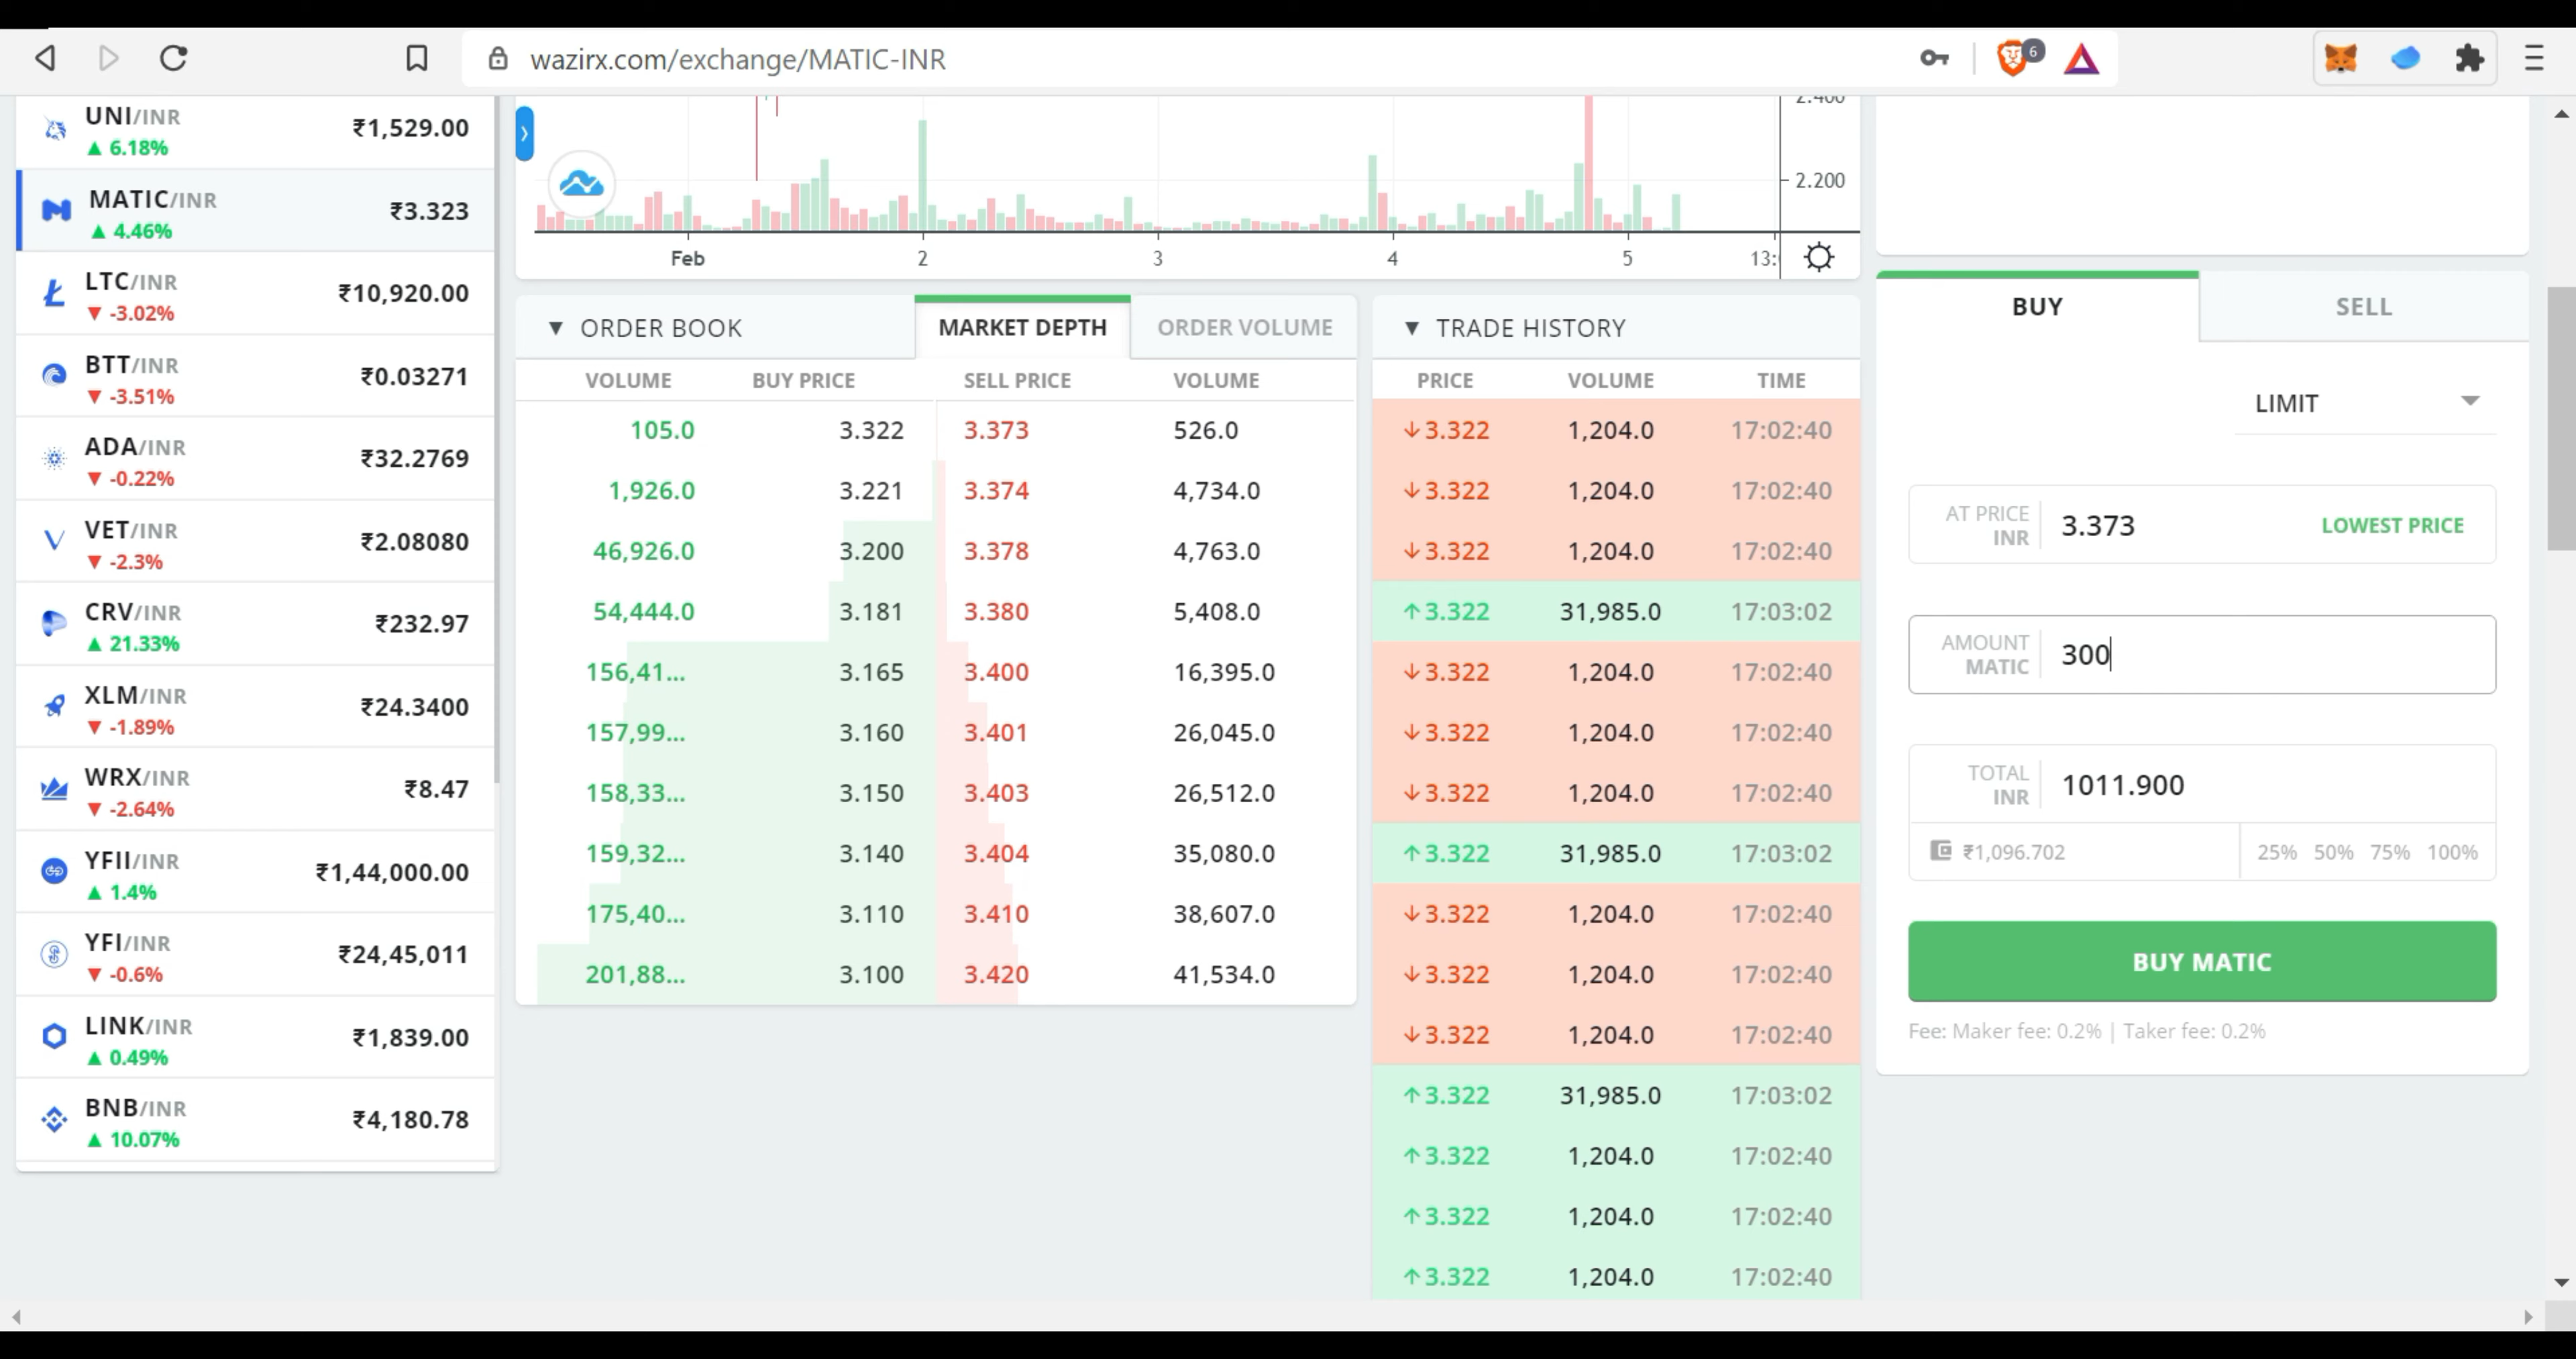 wazirx.com/exchange/MATIC-INR
6
UNI/INR
₹1,529.00
▲ 6.18%
MATIC/INR
₹3.323
▲ 4.46%
LTC/INR
₹10,920.00
▼ -3.02%
BTT/INR
₹0.03271
▼ -3.51%
ADA/INR
₹32.2769
▼ -0.22%
VET/INR
₹2.08080
▼ -2.3%
CRV/INR
₹232.97
▲ 21.33%
XLM/INR
₹24.3400
▼ -1.89%
WRX/INR
₹8.47
▼ -2.64%
YFII/INR
₹1,44,000.00
▲ 1.4%
YFI/INR
₹24,45,011
▼ -0.6%
LINK/INR
₹1,839.00
▲ 0.49%
BNB/INR
₹4,180.78
▲ 10.07%
2.400
2.200
Feb 2 3 4 5 13:
▼ ORDER BOOK MARKET DEPTH ORDER VOLUME
VOLUME BUY PRICE SELL PRICE VOLUME
105.0 3.322 3.373 526.0
1,926.0 3.221 3.374 4,734.0
46,926.0 3.200 3.378 4,763.0
54,444.0 3.181 3.380 5,408.0
156,41... 3.165 3.400 16,395.0
157,99... 3.160 3.401 26,045.0
158,33... 3.150 3.403 26,512.0
159,32... 3.140 3.404 35,080.0
175,40... 3.110 3.410 38,607.0
201,88... 3.100 3.420 41,534.0
▼ TRADE HISTORY
PRICE VOLUME TIME
↓3.322 1,204.0 17:02:40
↓3.322 1,204.0 17:02:40
↓3.322 1,204.0 17:02:40
↑3.322 31,985.0 17:03:02
↓3.322 1,204.0 17:02:40
↓3.322 1,204.0 17:02:40
↓3.322 1,204.0 17:02:40
↑3.322 31,985.0 17:03:02
↓3.322 1,204.0 17:02:40
↓3.322 1,204.0 17:02:40
↓3.322 1,204.0 17:02:40
↑3.322 31,985.0 17:03:02
↑3.322 1,204.0 17:02:40
↑3.322 1,204.0 17:02:40
↑3.322 1,204.0 17:02:40
BUY SELL
LIMIT
AT PRICE
INR
3.373
LOWEST PRICE
AMOUNT
MATIC
300
TOTAL
INR
1011.900
₹1,096.702
25% 50% 75% 100%
BUY MATIC
Fee: Maker fee: 0.2% | Taker fee: 0.2%